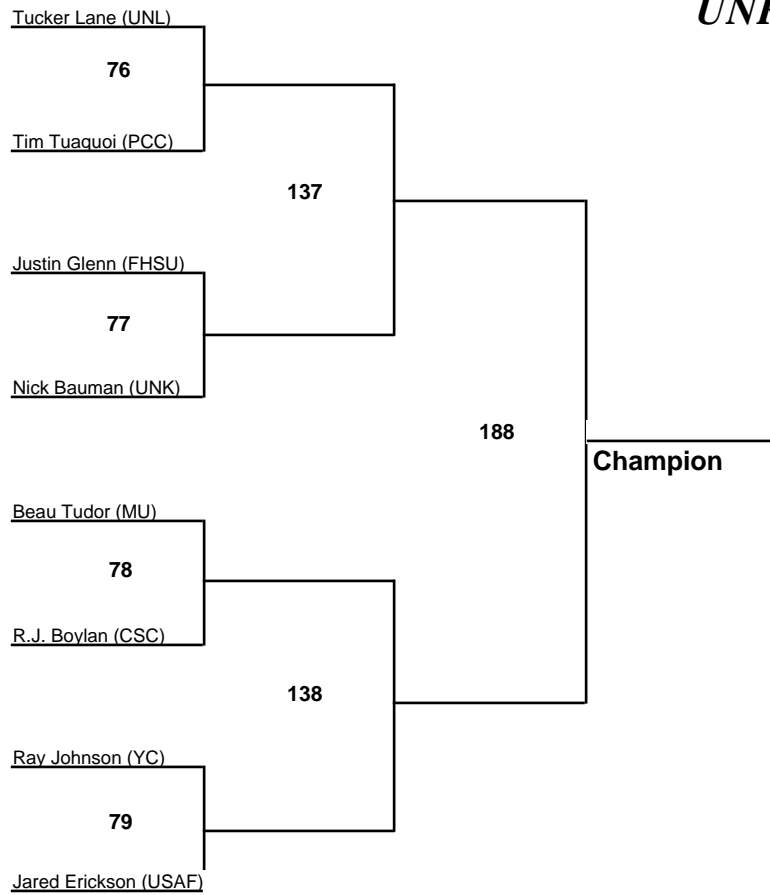 Tucker Lane (UNL)
76
Tim Tuaquoi (PCC)
137
Justin Glenn (FHSU)
77
Nick Bauman (UNK)
188
Champion
Beau Tudor (MU)
78
R.J. Boylan (CSC)
138
Ray Johnson (YC)
79
Jared Erickson (USAF)